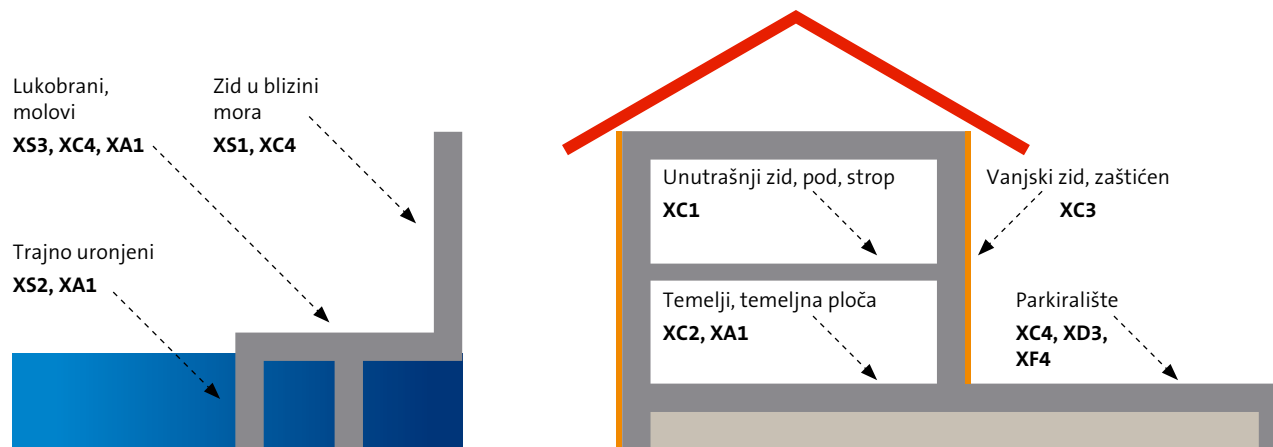 Lukobrani,
molovi
XS3, XC4, XA1
Zid u blizini
mora
XS1, XC4
Trajno uronjeni
XS2, XA1
Unutrašnji zid, pod, strop
XC1
Vanjski zid, zaštićen
XC3
Temelji, temeljna ploča
XC2, XA1
Parkiralište
XC4, XD3,
XF4